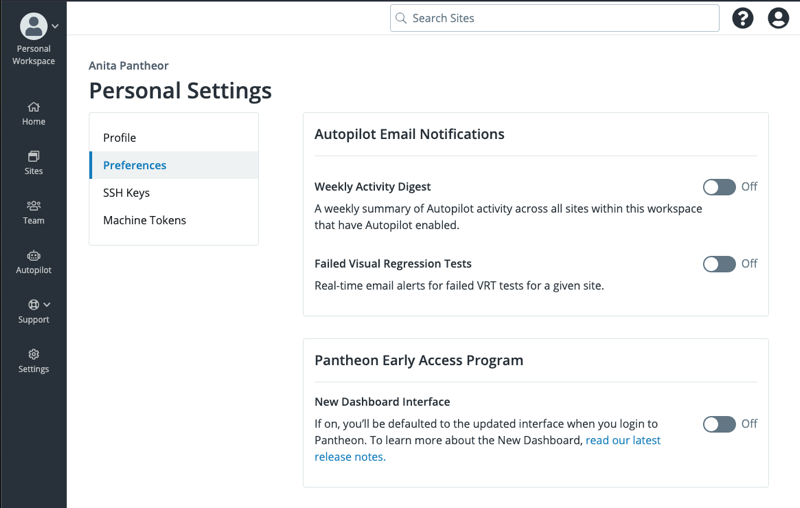 Search Sites
Personal
Workspace
Home
Sites
Team
Autopilot
Support
Settings
Anita Pantheor
Personal Settings
Profile
Preferences
SSH Keys
Machine Tokens
Autopilot Email Notifications
Weekly Activity Digest
Off
A weekly summary of Autopilot activity across all sites within this workspace
that have Autopilot enabled.
Failed Visual Regression Tests
Off
Real-time email alerts for failed VRT tests for a given site.
Pantheon Early Access Program
New Dashboard Interface
If on, you'll be defaulted to the updated interface when you login to
Off
Pantheon. To learn more about the New Dashboard, read our latest
release notes.